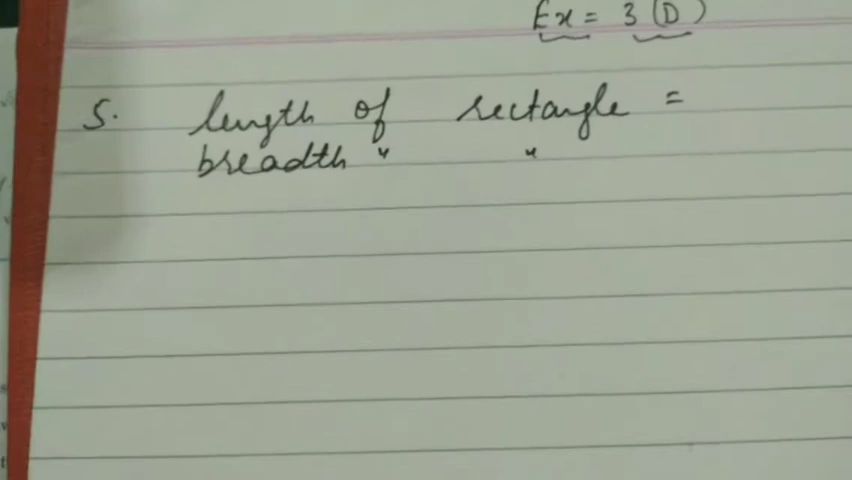 Ex = 3 (D)
5. length of rectangle =
breadth " "